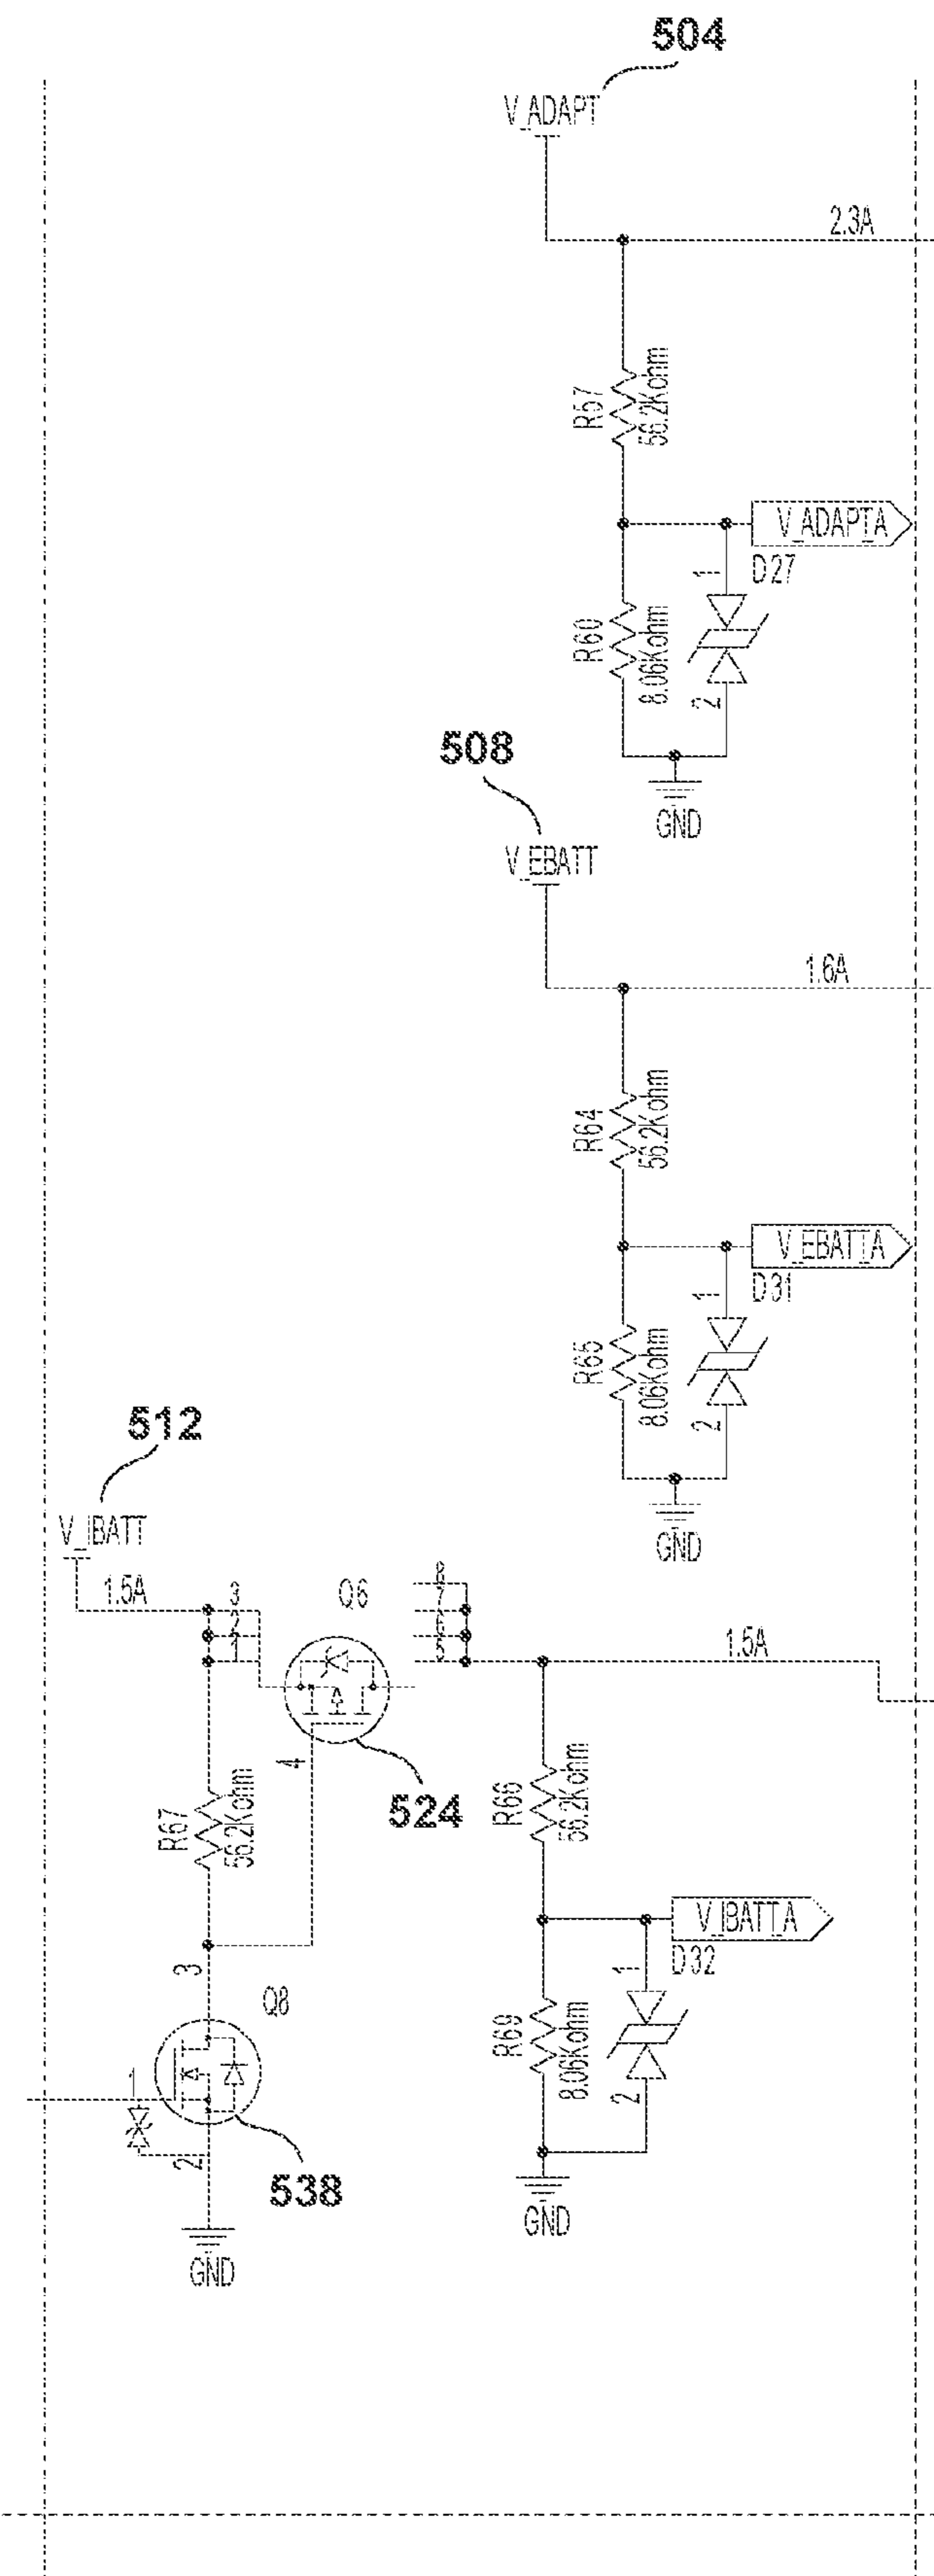 504
V_ADAPT
2.3A
R57
56.2Kohm
V_ADAPT_A
D27
1
R60
8.06Kohm
2
GND
508
V_EBATT
1.6A
R64
56.2Kohm
V_EBATT_A
D31
1
R65
8.06Kohm
2
GND
512
V_IBATT
1.5A
3
2
1
Q6
8
7
6
5
1.5A
4
524
R67
56.2Kohm
R66
56.2Kohm
V_IBATT_A
D32
1
3
Q8
R69
8.06Kohm
2
1
2
538
GND
GND